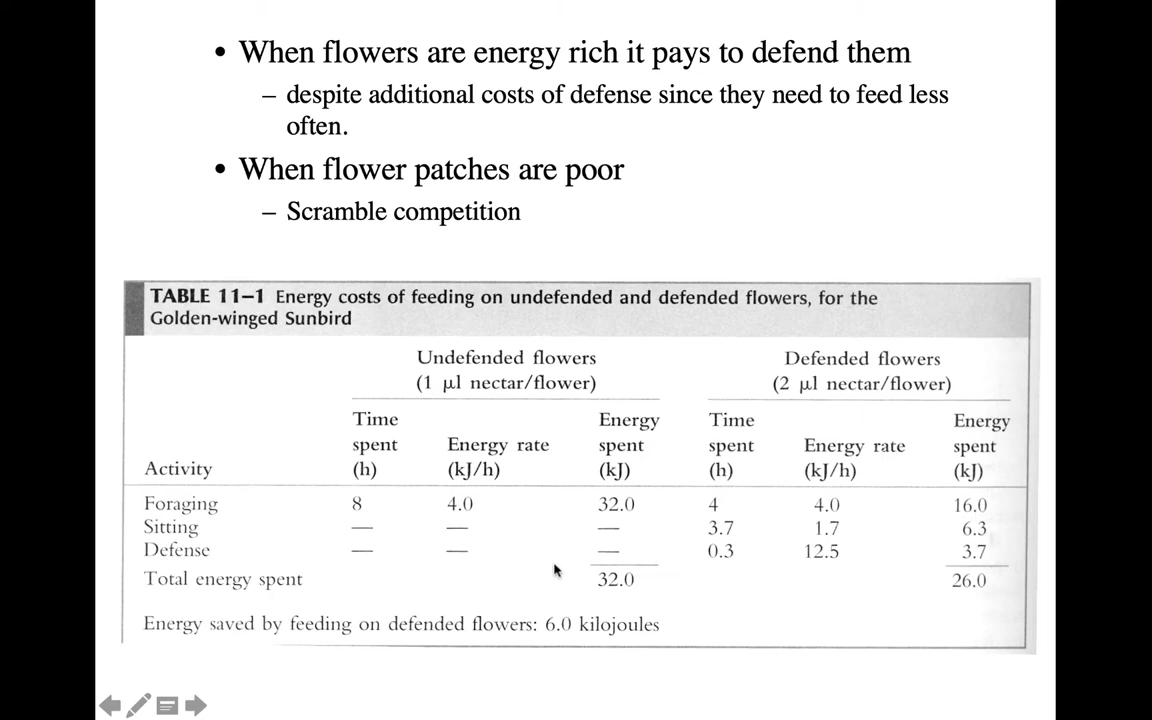 • When flowers are energy rich it pays to defend them
– despite additional costs of defense since they need to feed less
often.
• When flower patches are poor
– Scramble competition
TABLE 11–1 Energy costs of feeding on undefended and defended flowers, for the
Golden-winged Sunbird
Undefended flowers Defended flowers
(1 μl nectar/flower) (2 μl nectar/flower)
Time Energy Time Energy
spent Energy rate spent spent Energy rate spent
Activity (h) (kJ/h) (kJ) (h) (kJ/h) (kJ)
Foraging 8 4.0 32.0 4 4.0 16.0
Sitting — — — 3.7 1.7 6.3
Defense — — — 0.3 12.5 3.7
Total energy spent 32.0 26.0
Energy saved by feeding on defended flowers: 6.0 kilojoules